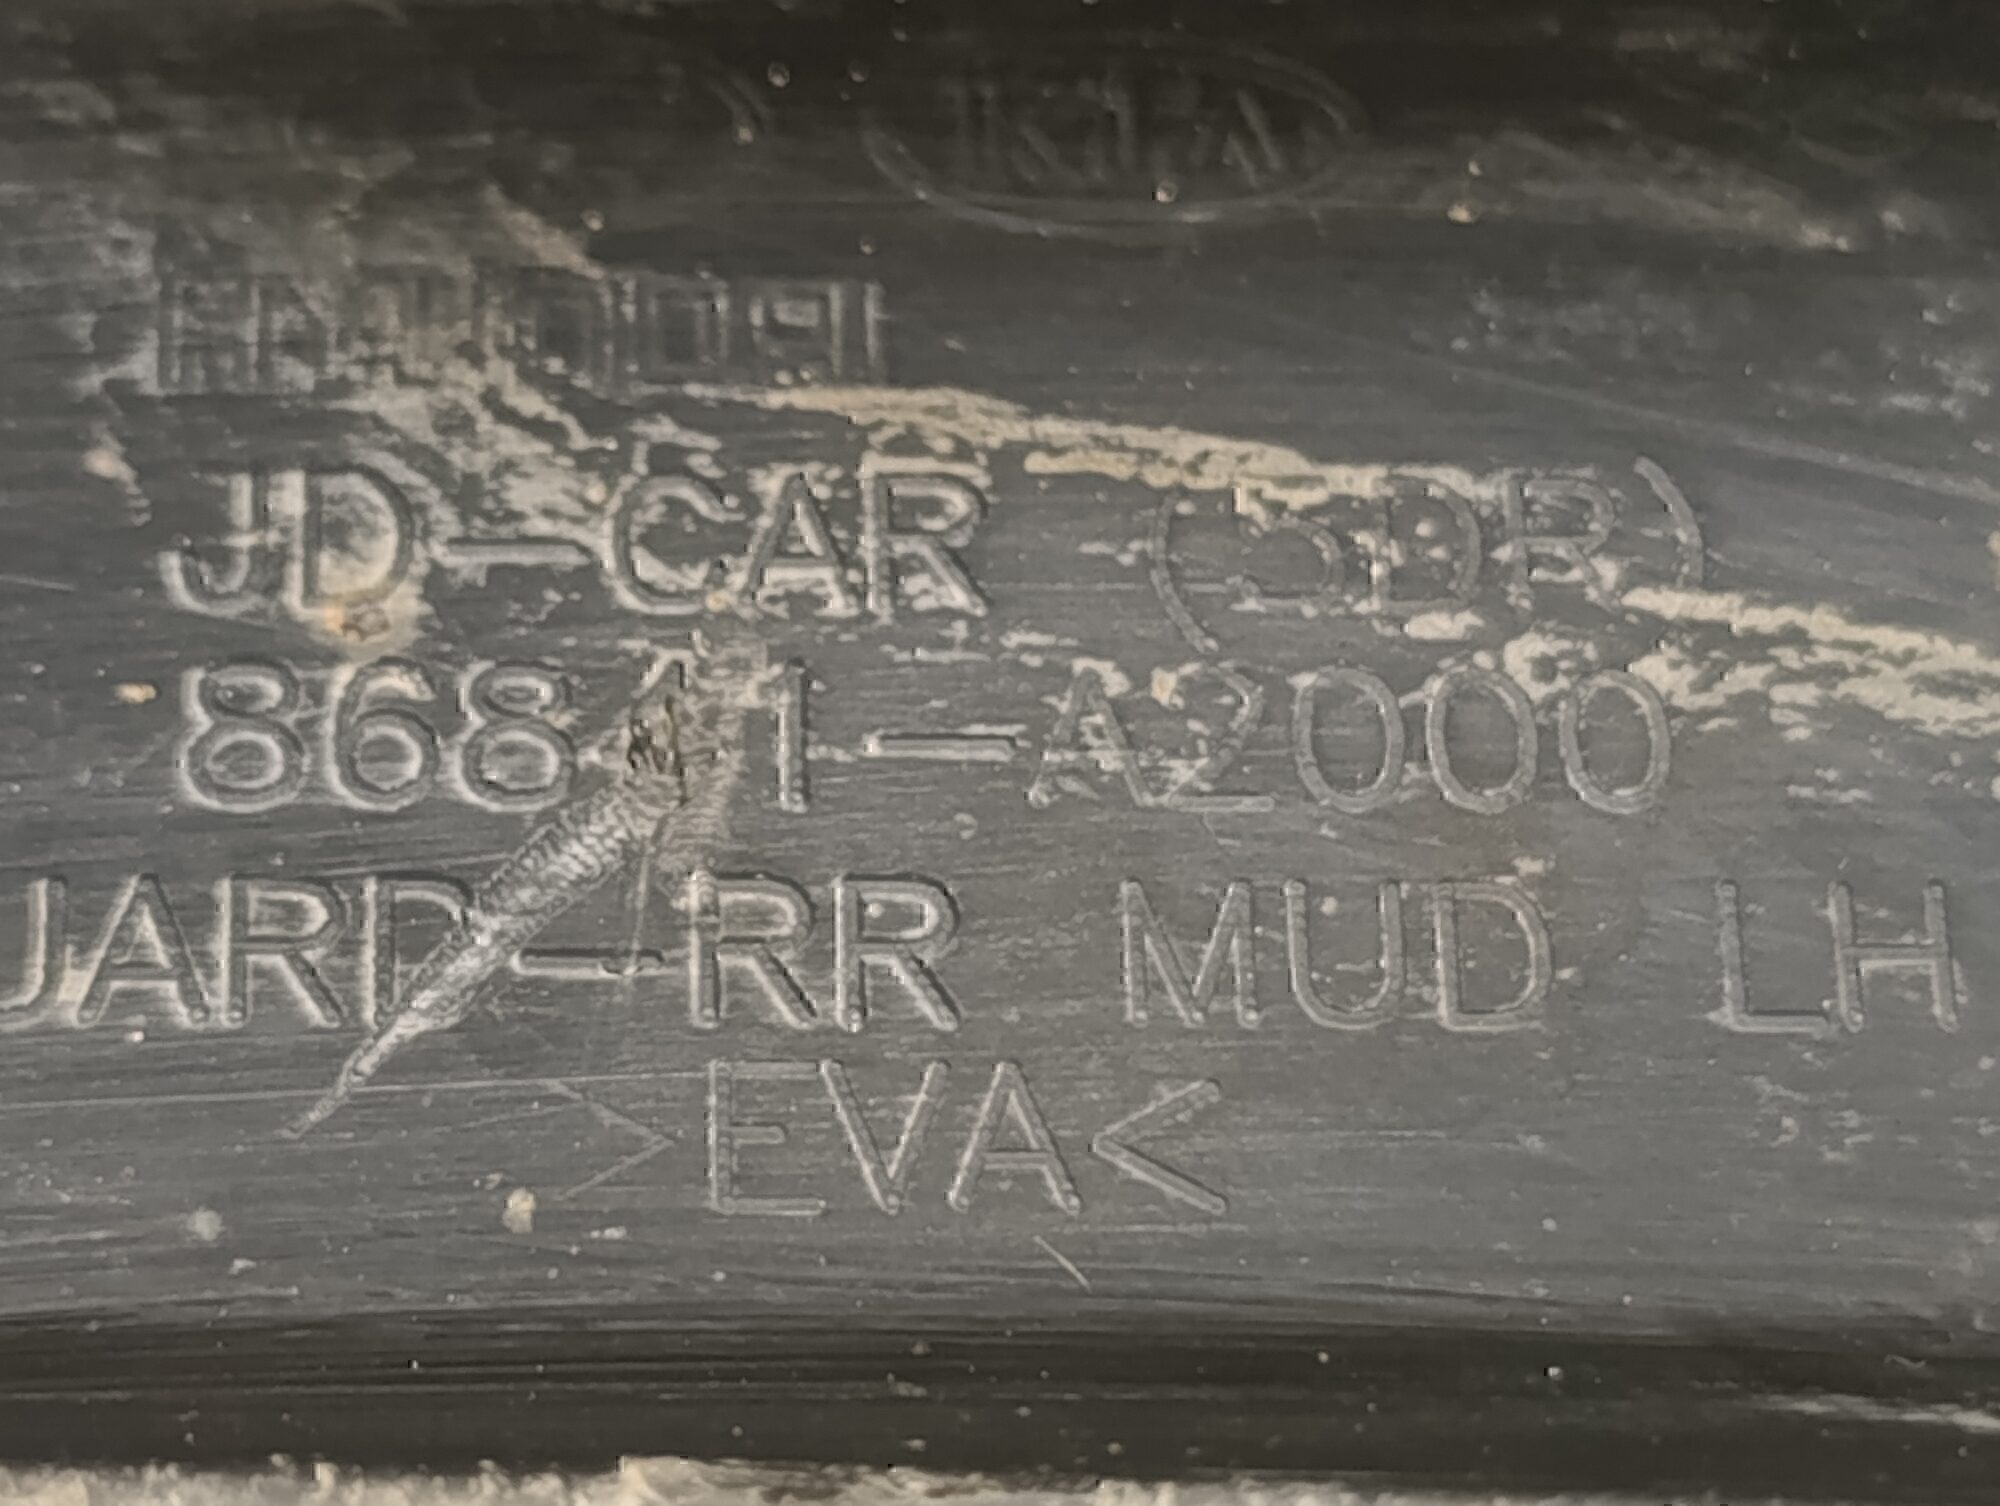 KIA
JD-CAR (5DR)
86841-A2000
UARD-RR MUD LH
>EVA<